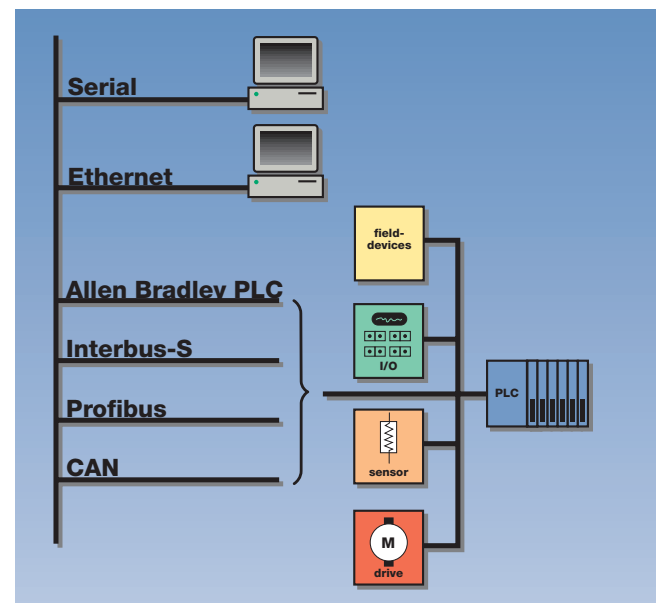 Serial
Ethernet
field-
devices
Allen Bradley PLC
I/O
Interbus-S
PLC
Profibus
CAN
sensor
M
drive